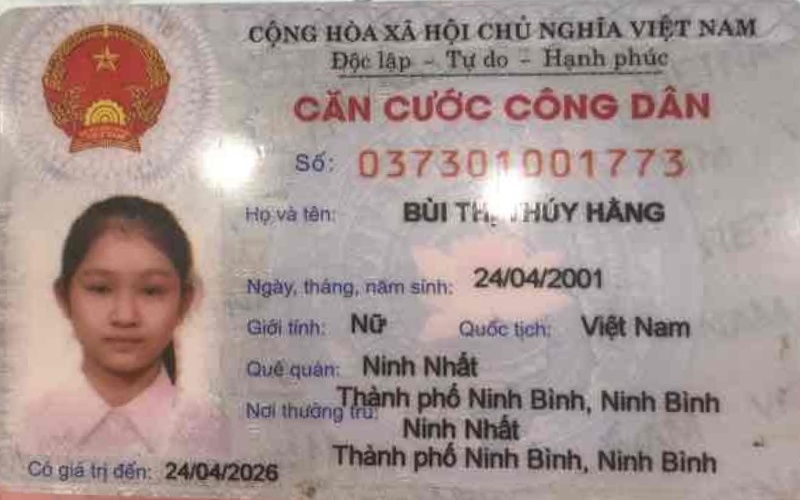 CỘNG HÒA XÃ HỘI CHỦ NGHĨA VIỆT NAM
Độc lập - Tự do - Hạnh phúc
CĂN CƯỚC CÔNG DÂN
Số: 037301001773
Họ và tên: BÙI THỊ THÚY HẰNG
Ngày, tháng, năm sinh: 24/04/2001
Giới tính: Nữ Quốc tịch: Việt Nam
Quê quán: Ninh Nhất
Thành phố Ninh Bình, Ninh Bình
Nơi thường trú: Ninh Nhất
Thành phố Ninh Bình, Ninh Bình
Có giá trị đến: 24/04/2026